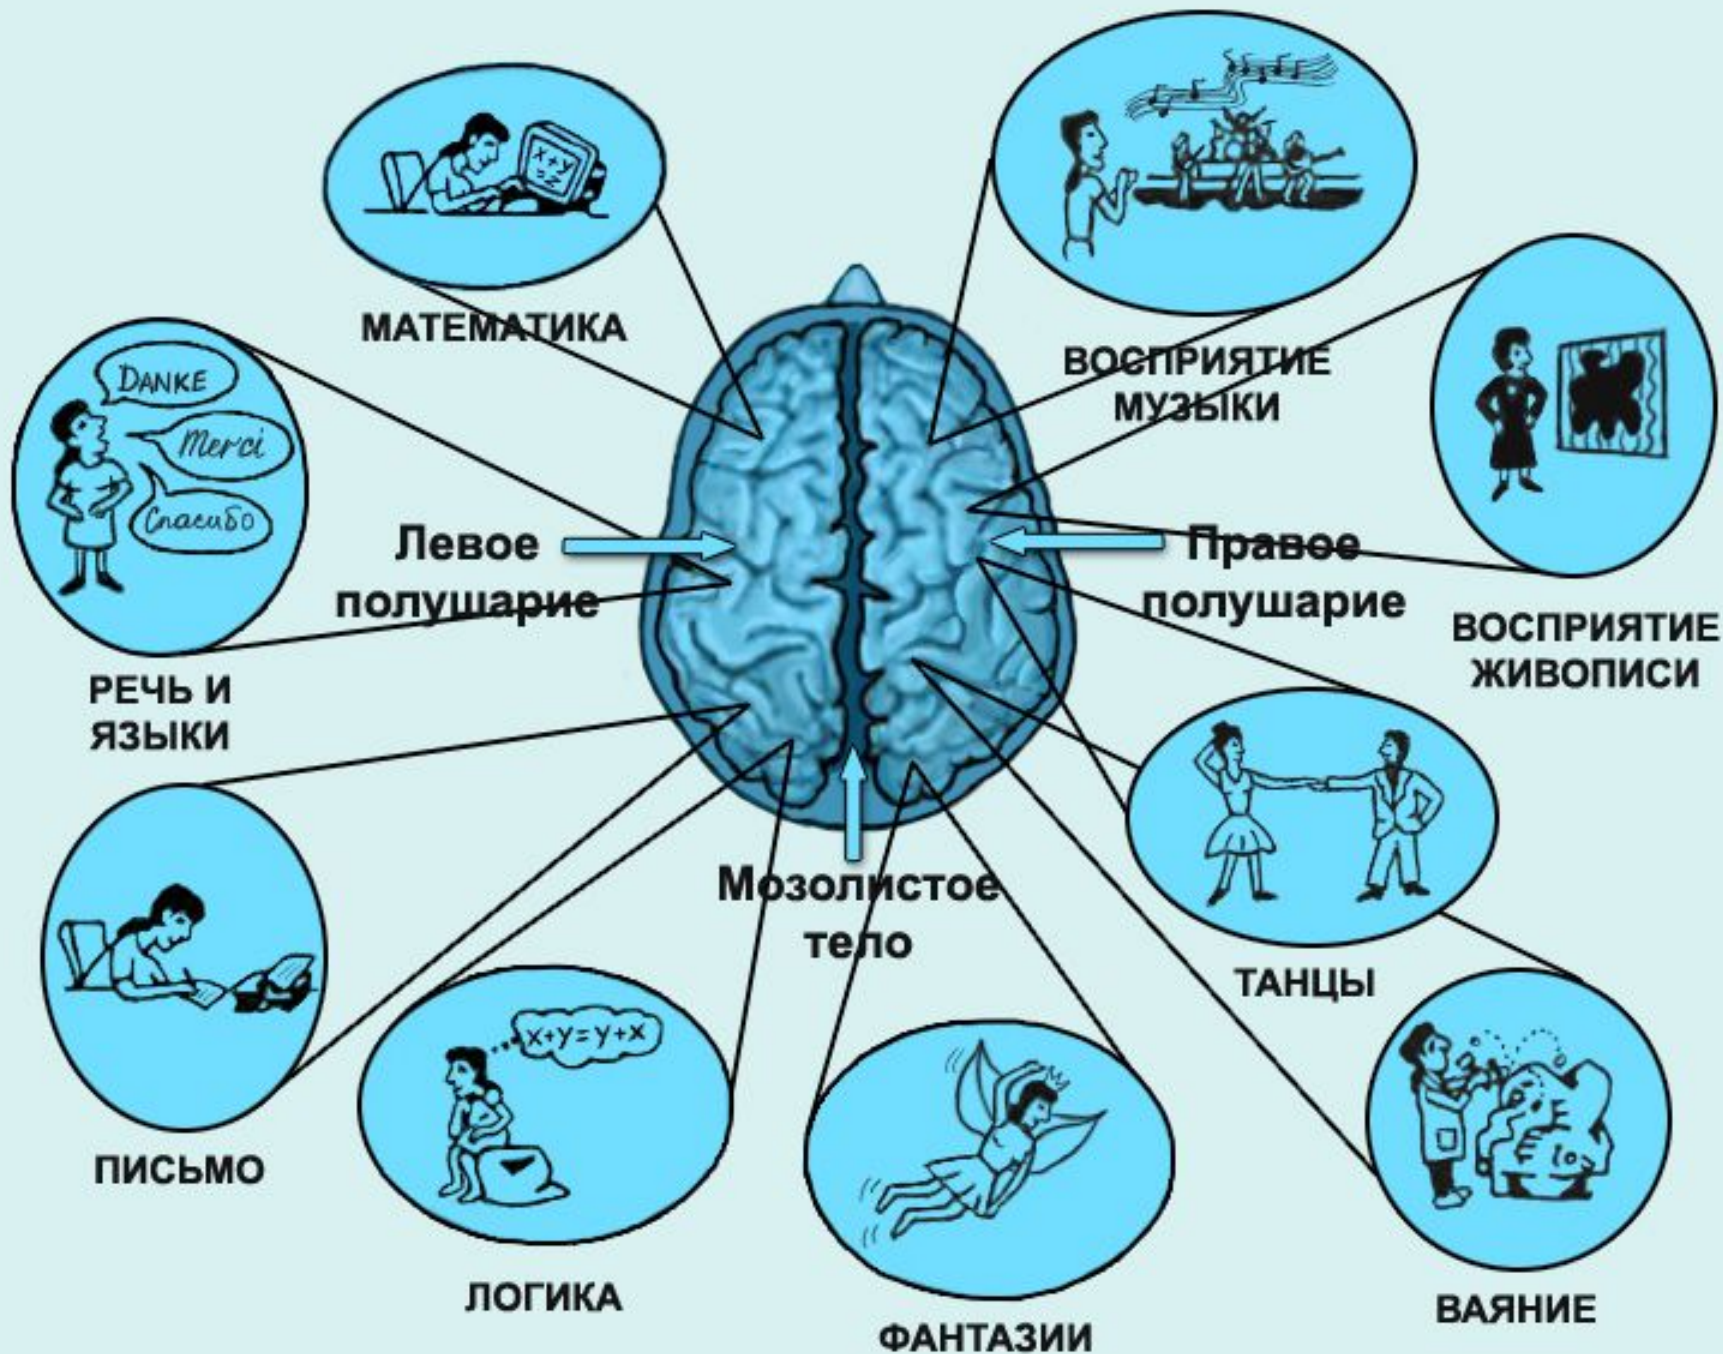 X+Y
=Z
МАТЕМАТИКА
ВОСПРИЯТИЕ
МУЗЫКИ
DANKE
Merci
Спасибо
РЕЧЬ И
ЯЗЫКИ
Левое
полушарие
Правое
полушарие
ВОСПРИЯТИЕ
ЖИВОПИСИ
Мозолистое
тело
ТАНЦЫ
ПИСЬМО
X+Y=Y+X
ЛОГИКА
ФАНТАЗИИ
ВАЯНИЕ